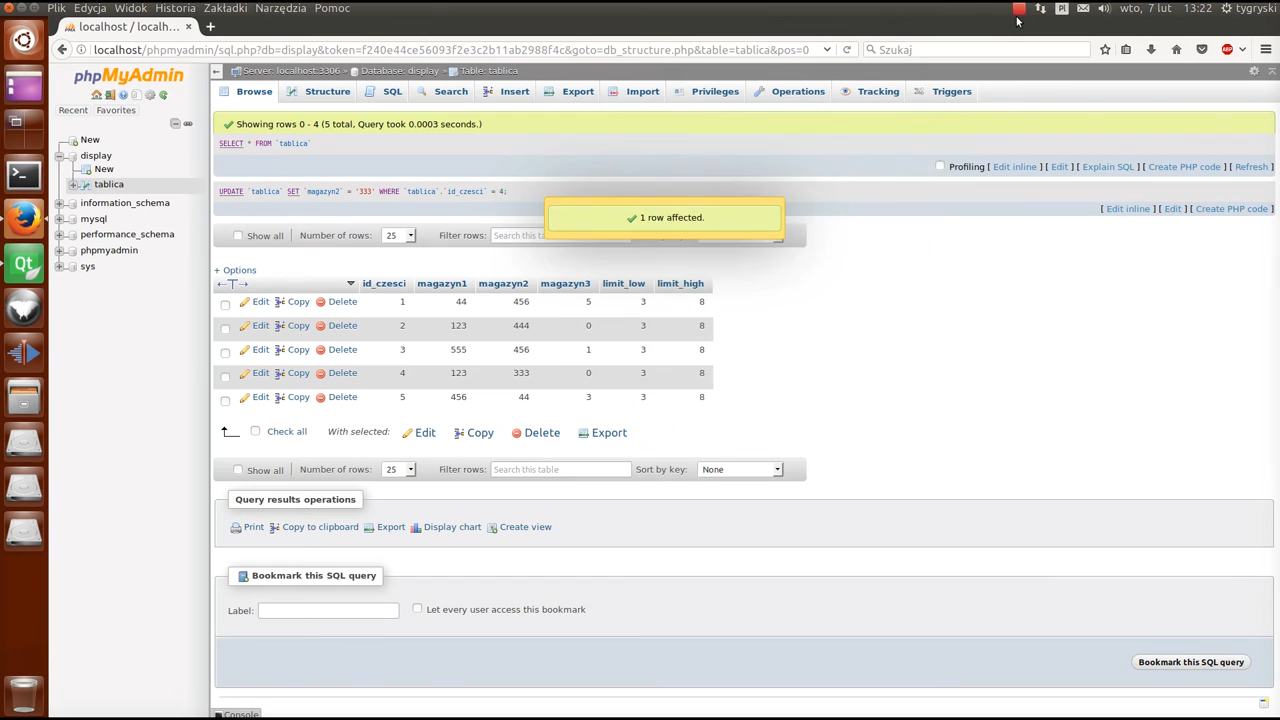 Plik Edycja Widok Historia Zakładki Narzędzia Pomoc Pl wto, 7 lut 13:22 tygryski
localhost / localh... × +
localhost/phpmyadmin/sql.php?db=display&token=f240e44ce56093f2e3c2b11ab2988f4c&goto=db_structure.php&table=tablica&pos=0 Szukaj ABP
phpMyAdmin
Recent Favorites
New
display
New
tablica
information_schema
mysql
performance_schema
phpmyadmin
sys
Qt
Server: localhost:3306 » Database: display » Table: tablica
Browse Structure SQL Search Insert Export Import Privileges Operations Tracking Triggers
Showing rows 0 - 4 (5 total, Query took 0.0003 seconds.)
SELECT * FROM `tablica`
Profiling [ Edit inline ] [ Edit ] [ Explain SQL ] [ Create PHP code ] [ Refresh ]
UPDATE `tablica` SET `magazyn2` = '333' WHERE `tablica`.`id_czesci` = 4;
[ Edit inline ] [ Edit ] [ Create PHP code ]
1 row affected.
Show all Number of rows: 25 Filter rows: Search this ta
+ Options
←T→ id_czesci magazyn1 magazyn2 magazyn3 limit_low limit_high
Edit Copy Delete 1 44 456 5 3 8
Edit Copy Delete 2 123 444 0 3 8
Edit Copy Delete 3 555 456 1 3 8
Edit Copy Delete 4 123 333 0 3 8
Edit Copy Delete 5 456 44 3 3 8
Check all With selected: Edit Copy Delete Export
Show all Number of rows: 25 Filter rows: Search this table Sort by key: None
Query results operations
Print Copy to clipboard Export Display chart Create view
Bookmark this SQL query
Label: Let every user access this bookmark
Bookmark this SQL query
Console